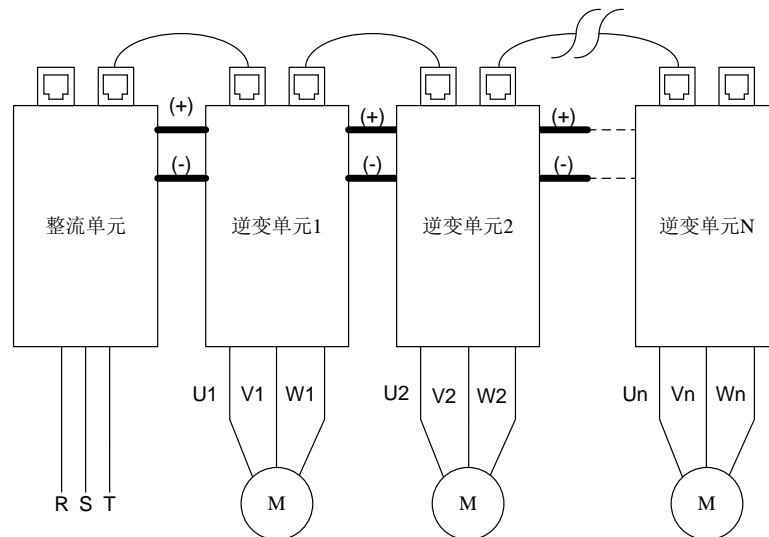 (+)
(+)
(+)
(-)
(-)
(-)
整流单元
逆变单元1
逆变单元2
逆变单元N
U1
V1
W1
U2
V2
W2
Un
Vn
Wn
R
S
T
M
M
M